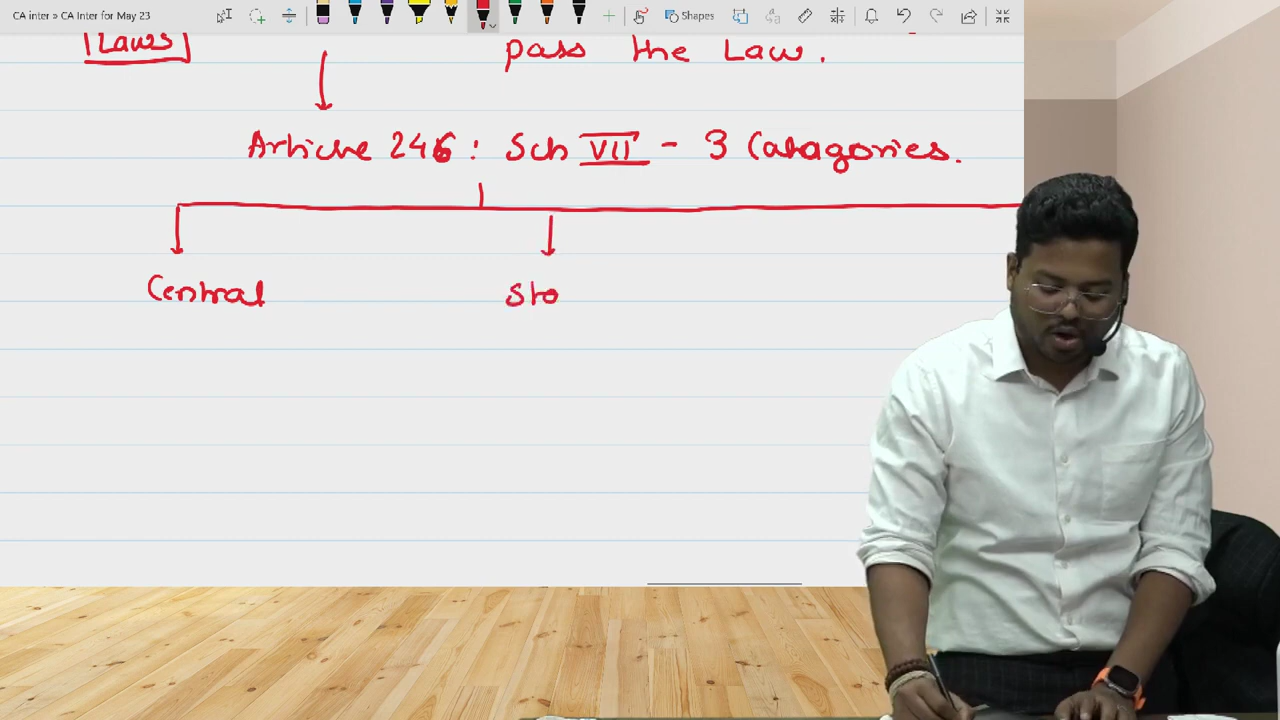 CA inter » CA Inter for May 23
Shapes
Laws
pass the Law.
Article 246: Sch VII - 3 Catagories.
Central
Sta